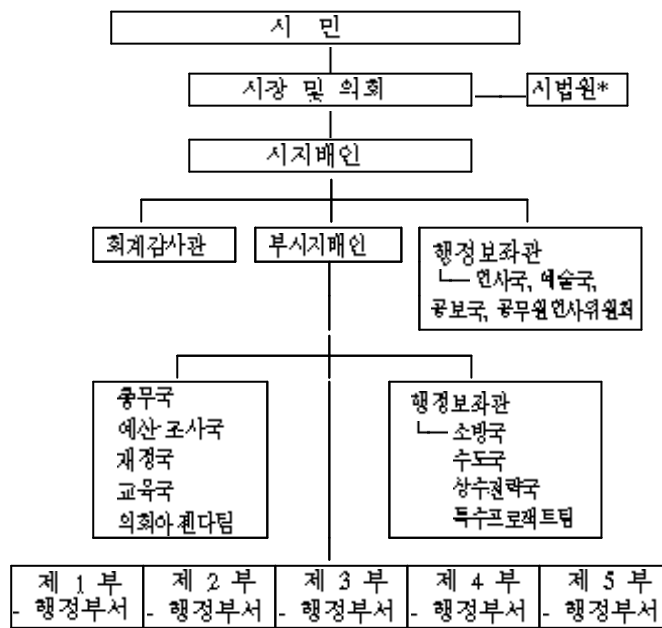 시 민
시장 및 의회
시법원*
시지배인
회계감사관
부시지배인
행정보좌관
인사국, 예술국,
공보국, 공무원인사위원회
총무국
예산·조사국
재정국
교육국
의회아젠다팀
행정보좌관
소방국
수도국
상수전략국
특수프로젝트팀
제 1 부
- 행정부서
제 2 부
- 행정부서
제 3 부
- 행정부서
제 4 부
- 행정부서
제 5 부
- 행정부서